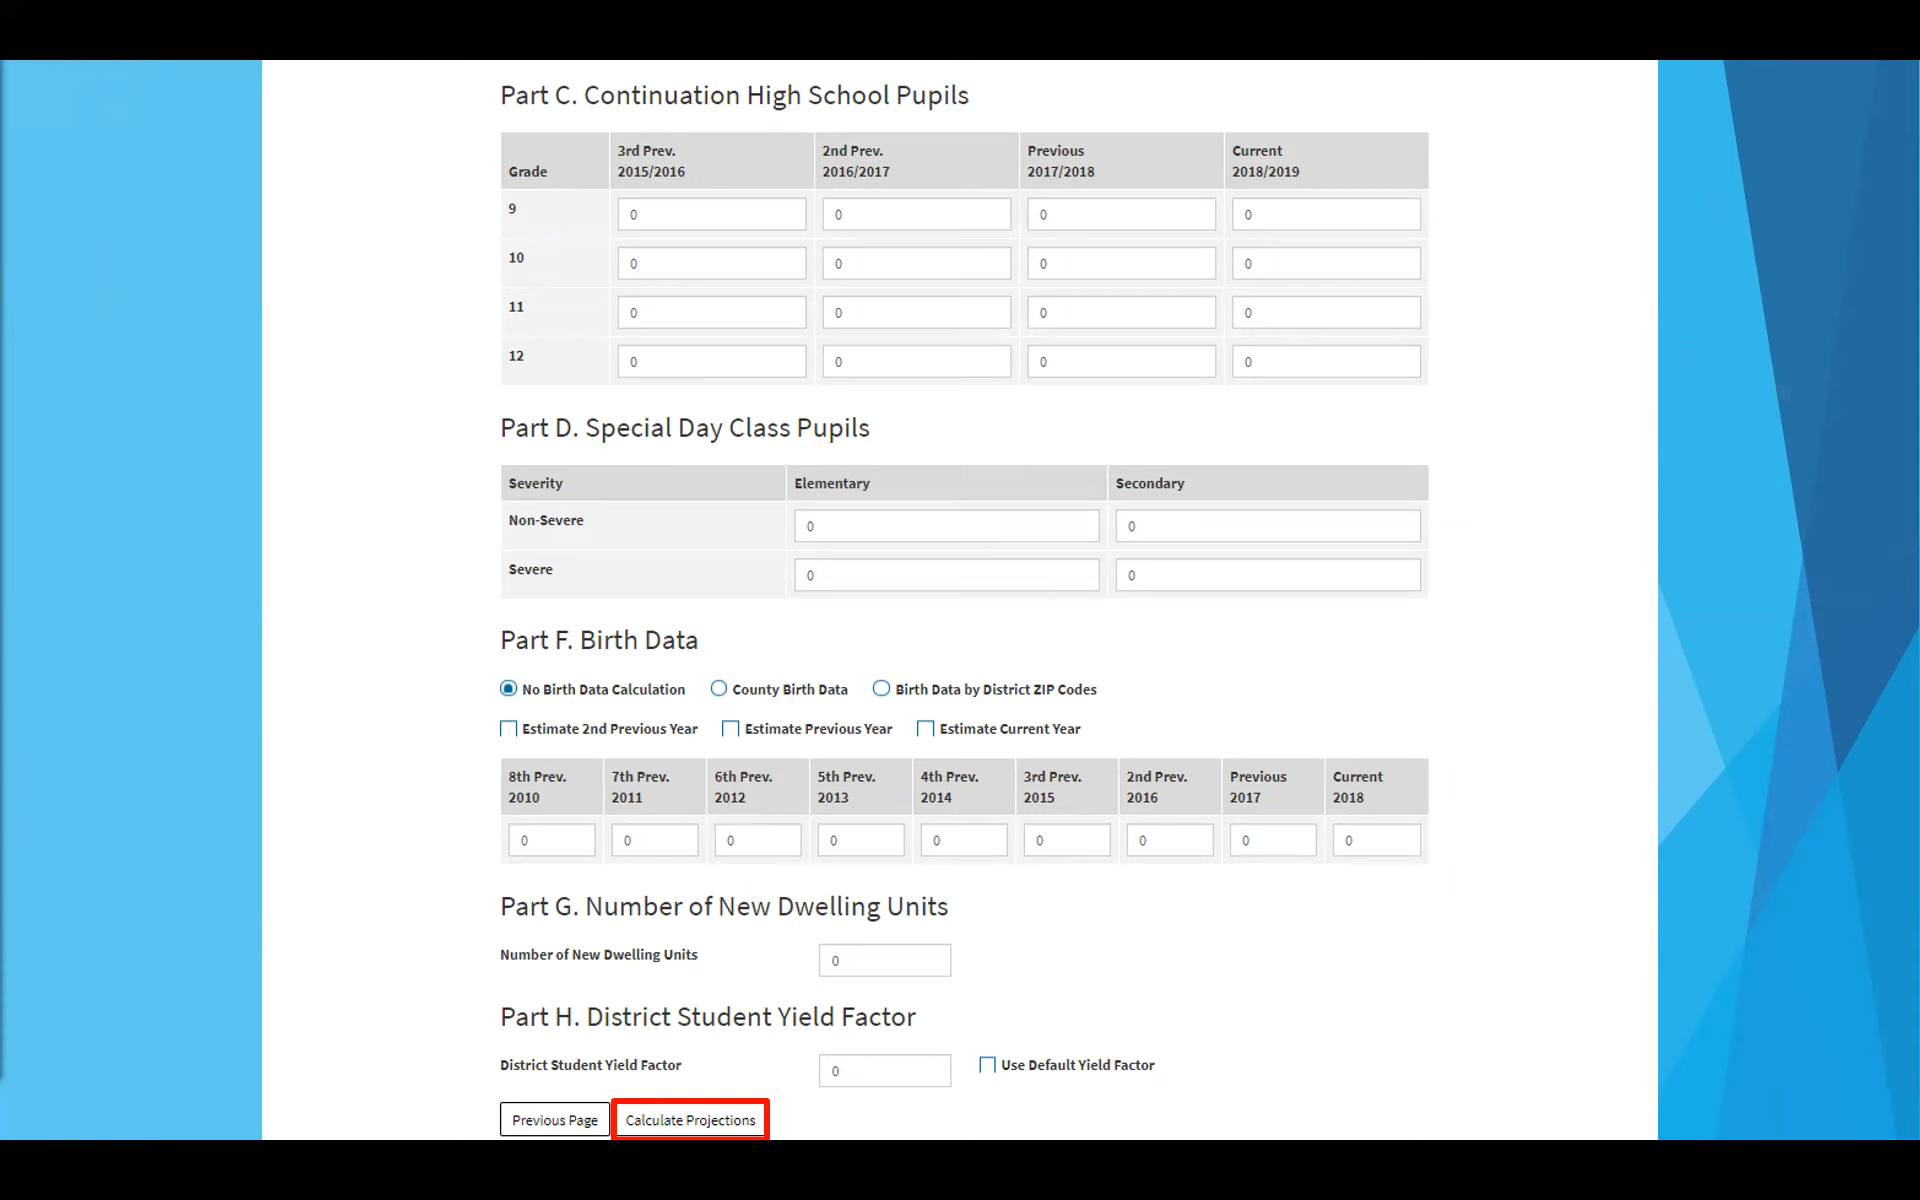 Part C. Continuation High School Pupils
Grade 3rd Prev. 2015/2016 2nd Prev. 2016/2017 Previous 2017/2018 Current 2018/2019
9 0 0 0 0
10 0 0 0 0
11 0 0 0 0
12 0 0 0 0
Part D. Special Day Class Pupils
Severity Elementary Secondary
Non-Severe 0 0
Severe 0 0
Part F. Birth Data
No Birth Data Calculation County Birth Data Birth Data by District ZIP Codes
Estimate 2nd Previous Year Estimate Previous Year Estimate Current Year
8th Prev. 2010 7th Prev. 2011 6th Prev. 2012 5th Prev. 2013 4th Prev. 2014 3rd Prev. 2015 2nd Prev. 2016 Previous 2017 Current 2018
0 0 0 0 0 0 0 0 0
Part G. Number of New Dwelling Units
Number of New Dwelling Units 0
Part H. District Student Yield Factor
District Student Yield Factor 0 Use Default Yield Factor
Previous Page Calculate Projections